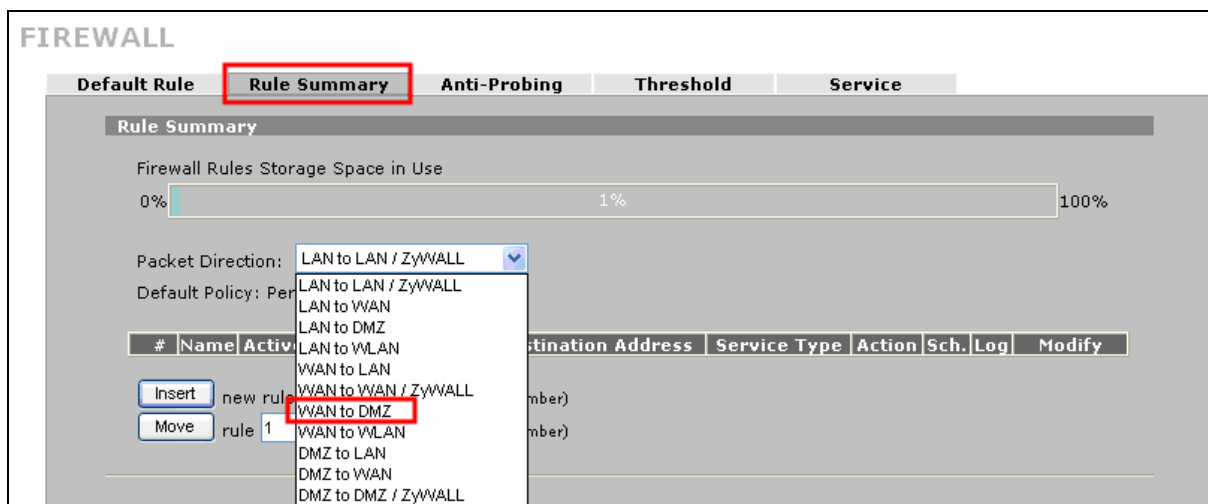 FIREWALL
Default Rule Rule Summary Anti-Probing Threshold Service
Rule Summary
Firewall Rules Storage Space in Use
0% 1% 100%
Packet Direction: LAN to LAN / ZyWALL
LAN to LAN / ZyWALL
Default Policy: Per
LAN to WAN
LAN to DMZ
# Name Activ stination Address Service Type Action Sch. Log Modify
LAN to WLAN
WAN to LAN
Insert new rule WAN to WAN / ZyWALL mber)
WAN to DMZ
Move rule 1 WAN to WLAN mber)
DMZ to LAN
DMZ to WAN
DMZ to DMZ / ZyWALL